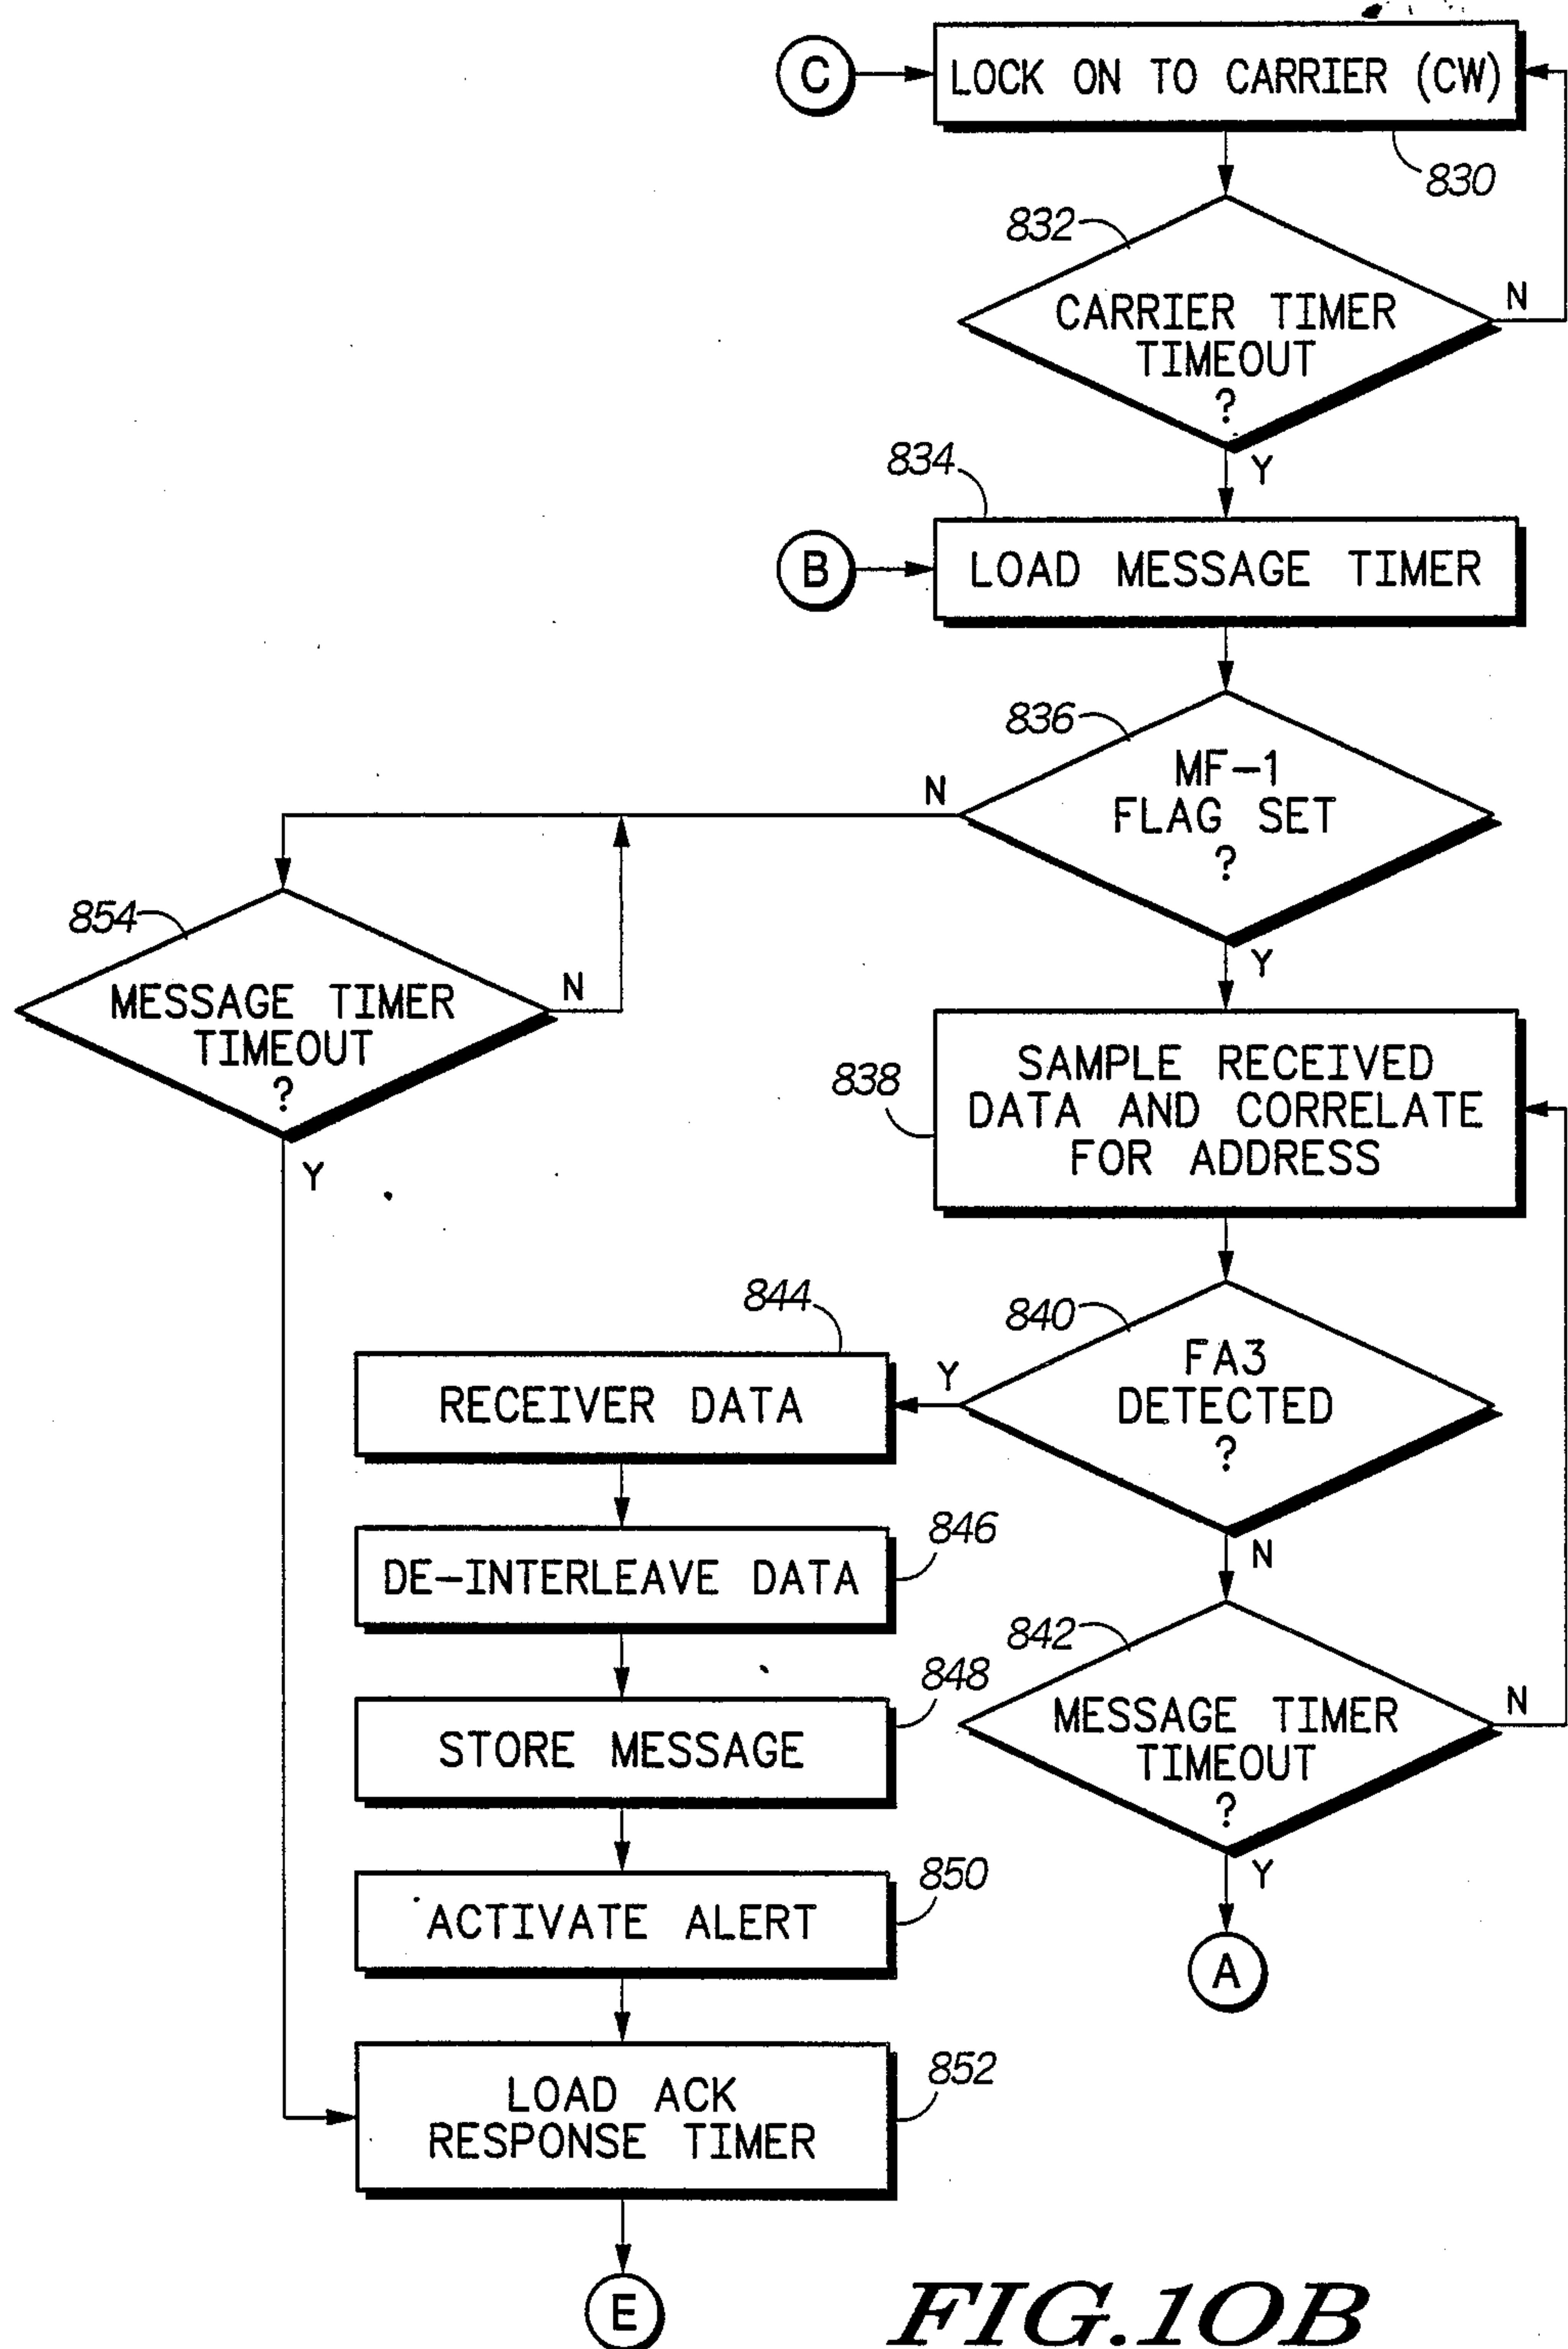 C
LOCK ON TO CARRIER (CW)
830
832
CARRIER TIMER
TIMEOUT
?
N
Y
834
B
LOAD MESSAGE TIMER
836
MF-1
FLAG SET
?
N
Y
854
MESSAGE TIMER
TIMEOUT
?
N
Y
838
SAMPLE RECEIVED
DATA AND CORRELATE
FOR ADDRESS
840
FA3
DETECTED
?
Y
N
844
RECEIVER DATA
846
DE-INTERLEAVE DATA
842
MESSAGE TIMER
TIMEOUT
?
N
Y
848
STORE MESSAGE
850
ACTIVATE ALERT
A
852
LOAD ACK
RESPONSE TIMER
E
FIG.10B